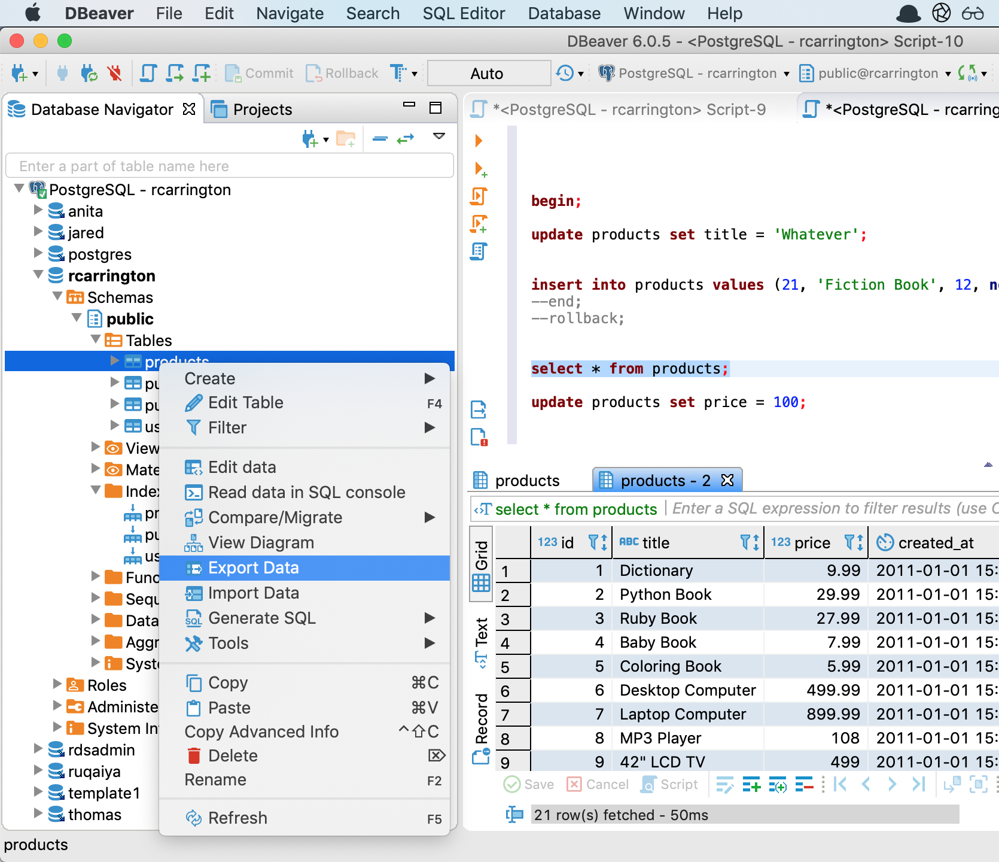 DBeaver File Edit Navigate Search SQL Editor Database Window Help
DBeaver 6.0.5 - <PostgreSQL - rcarrington> Script-10
Commit Rollback Auto PostgreSQL - rcarrington public@rcarrington
Database Navigator Projects
Enter a part of table name here
PostgreSQL - rcarrington
anita
jared
postgres
rcarrington
Schemas
public
Tables
products
pu
pu
us
View
Mate
Index
pr
pu
us
Func
Sequ
Data
Aggr
Syste
Roles
Administe
System In
rdsadmin
ruqaiya
template1
thomas
products
Create
Edit Table F4
Filter
Edit data
Read data in SQL console
Compare/Migrate
View Diagram
Export Data
Import Data
Generate SQL
SQL
Tools
Copy ⌘C
Paste ⌘V
Copy Advanced Info ^⇧C
Delete ⌦
Rename F2
Refresh F5
*<PostgreSQL - rcarrington> Script-9 *<PostgreSQL - rcarring
begin;
update products set title = 'Whatever';
insert into products values (21, 'Fiction Book', 12, no
--end;
--rollback;
select * from products;
update products set price = 100;
products products - 2
select * from products Enter a SQL expression to filter results (use C
Grid
Text
Record
123 id ABC title 123 price created_at
1 1 Dictionary 9.99 2011-01-01 15:
2 2 Python Book 29.99 2011-01-01 15:
3 3 Ruby Book 27.99 2011-01-01 15:
4 4 Baby Book 7.99 2011-01-01 15:
5 5 Coloring Book 5.99 2011-01-01 15:
6 6 Desktop Computer 499.99 2011-01-01 15:
7 7 Laptop Computer 899.99 2011-01-01 15:
8 8 MP3 Player 108 2011-01-01 15:
9 9 42" LCD TV 499 2011-01-01 15:
Save Cancel Script
21 row(s) fetched - 50ms